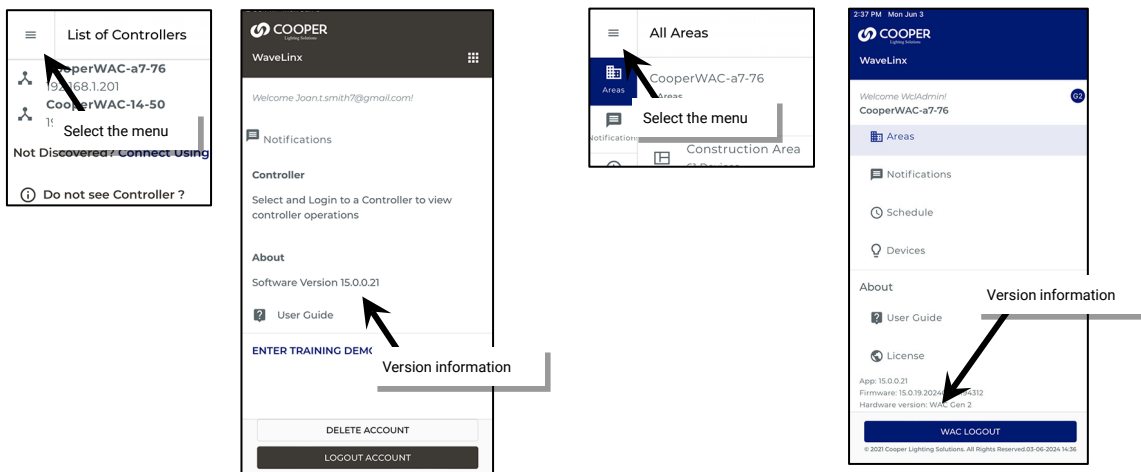 List of Controllers
CooperWAC-a7-76
192.168.1.201
CooperWAC-14-50
Select the menu
Not Discovered? Connect Using
Do not see Controller ?
COOPER
Lighting Solutions
WaveLinx
Welcome Joan.t.smith7@gmail.com!
Notifications
Controller
Select and Login to a Controller to view
controller operations
About
Software Version 15.0.0.21
User Guide
ENTER TRAINING
Version information
DELETE ACCOUNT
LOGOUT ACCOUNT
All Areas
Areas
CooperWAC-a7-76
Areas
Select the menu
Construction Area
2:37 PM Mon Jun 3
COOPER
Lighting Solutions
WaveLinx
Welcome WclAdmin!
CooperWAC-a7-76
G2
Areas
Notifications
Schedule
Devices
About
Version information
User Guide
License
App: 15.0.0.21
Firmware:
Hardware version: WAC Gen 2
WAC LOGOUT
© 2021 Cooper Lighting Solutions. All Rights Reserved.03-06-2024 14:36